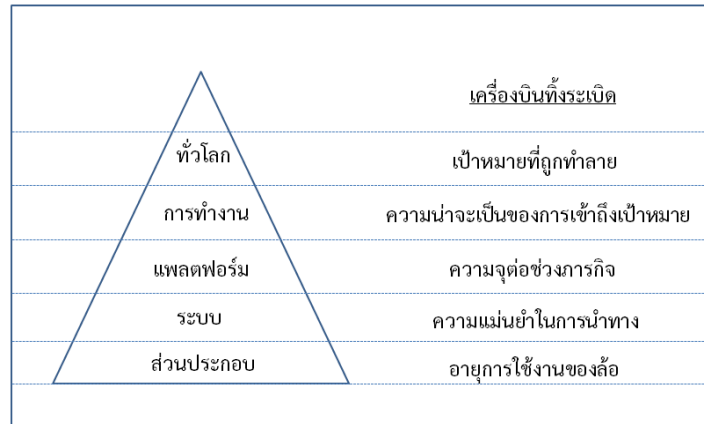 เครื่องบินทิ้งระเบิด
ทั่วโลก
เป้าหมายที่ถูกทำลาย
การทำงาน
ความน่าจะเป็นของการเข้าถึงเป้าหมาย
แพลตฟอร์ม
ความจุต่อช่วงภารกิจ
ระบบ
ความแม่นยำในการนำทาง
ส่วนประกอบ
อายุการใช้งานของล้อ